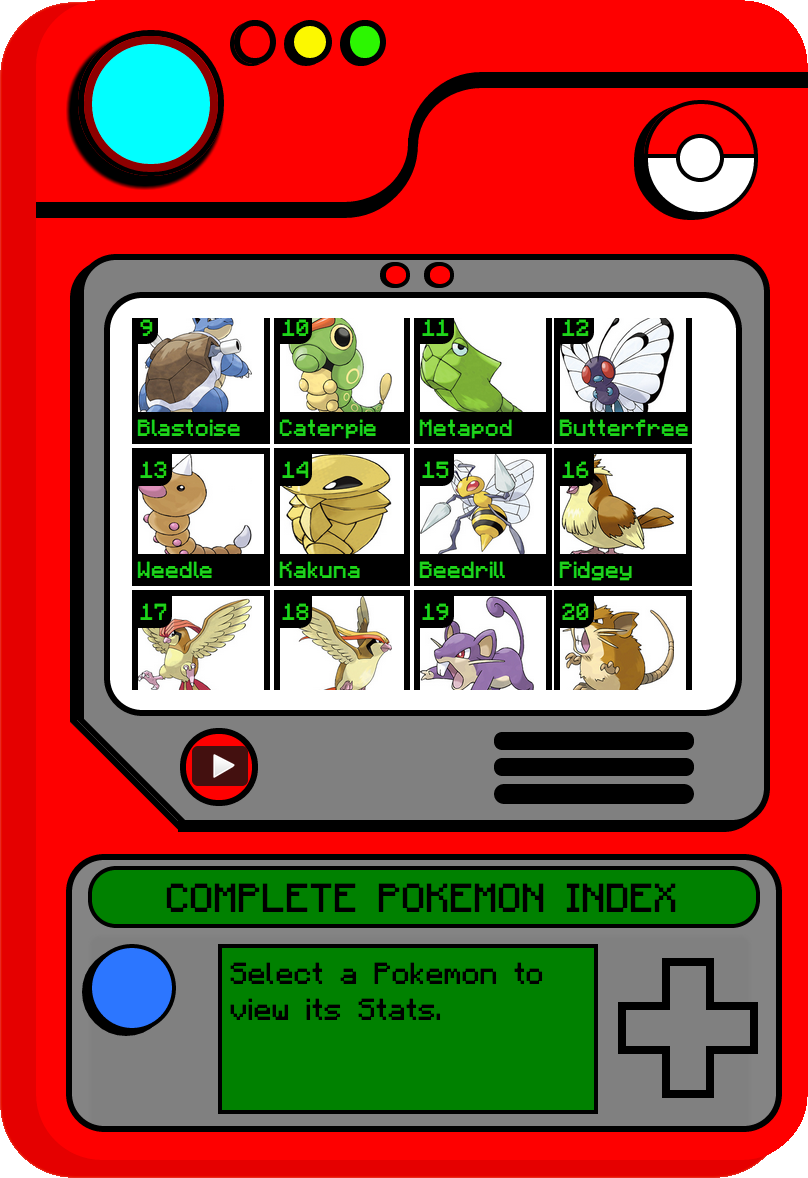 9 10 11 12
Blastoise Caterpie Metapod Butterfree
13 14 15 16
Weedle Kakuna Beedrill Pidgey
17 18 19 20
COMPLETE POKEMON INDEX
Select a Pokemon to
view its Stats.